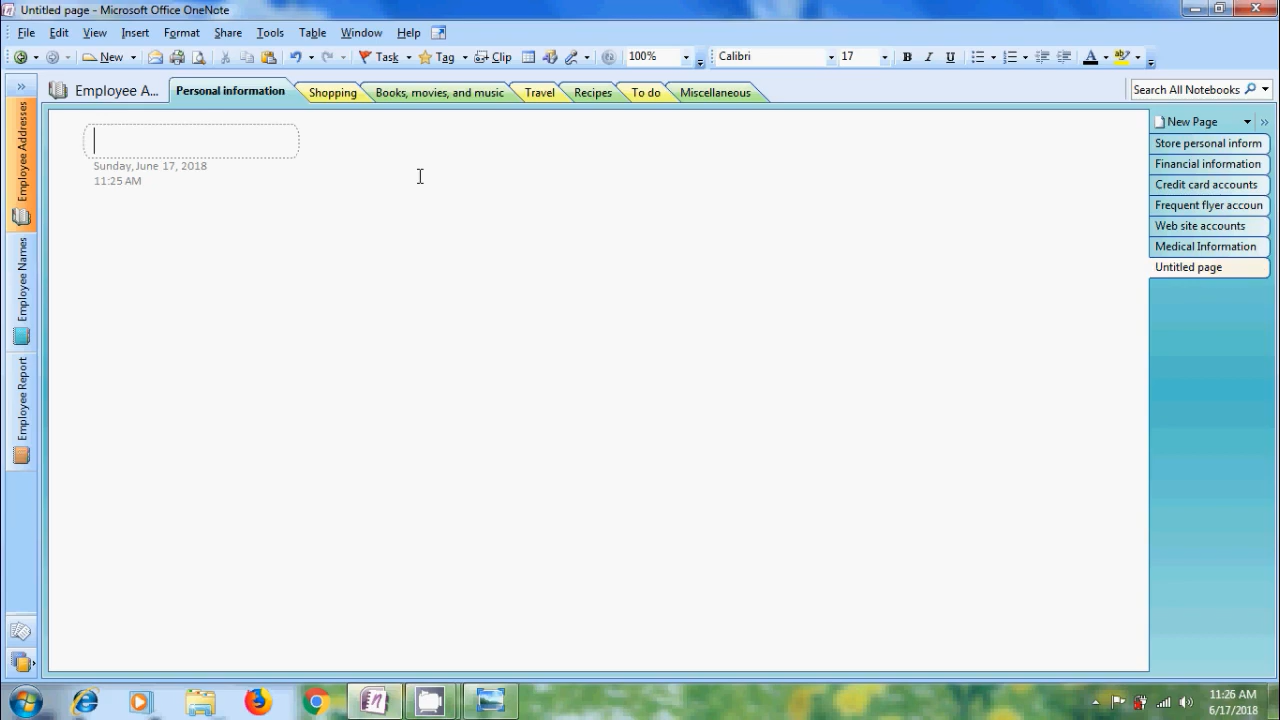 Untitled page - Microsoft Office OneNote
File Edit View Insert Format Share Tools Table Window Help
New Task Tag Clip 100% Calibri 17 B I U A ab
Employee A... Personal information Shopping Books, movies, and music Travel Recipes To do Miscellaneous
Search All Notebooks
Employee Addresses
Employee Names
Employee Report
Sunday, June 17, 2018
11:25 AM
New Page
Store personal inform
Financial information
Credit card accounts
Frequent flyer accoun
Web site accounts
Medical Information
Untitled page
11:26 AM
6/17/2018